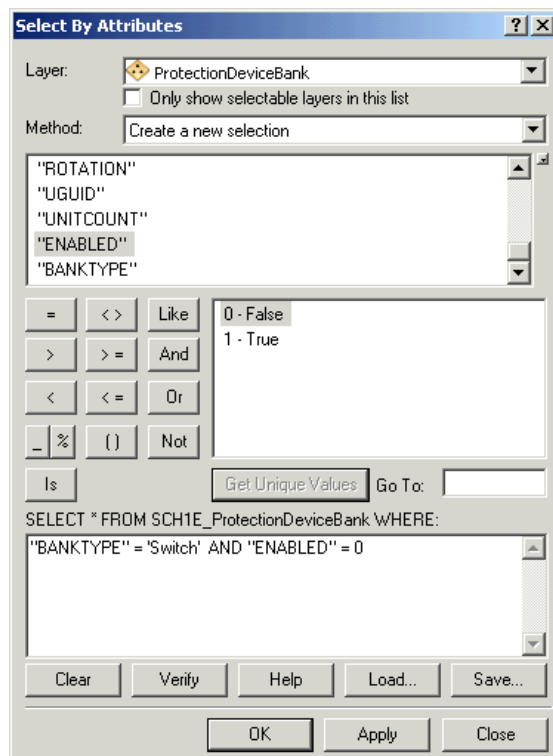 Select By Attributes
Layer: ProtectionDeviceBank
Only show selectable layers in this list
Method: Create a new selection
"ROTATION"
"UGUID"
"UNITCOUNT"
"ENABLED"
"BANKTYPE"
= < > Like
> > = And
< < = Or
_ % ( ) Not
Is
0 - False
1 - True
Get Unique Values Go To:
SELECT * FROM SCH1E_ProtectionDeviceBank WHERE:
"BANKTYPE" = 'Switch' AND "ENABLED" = 0
Clear Verify Help Load... Save...
OK Apply Close